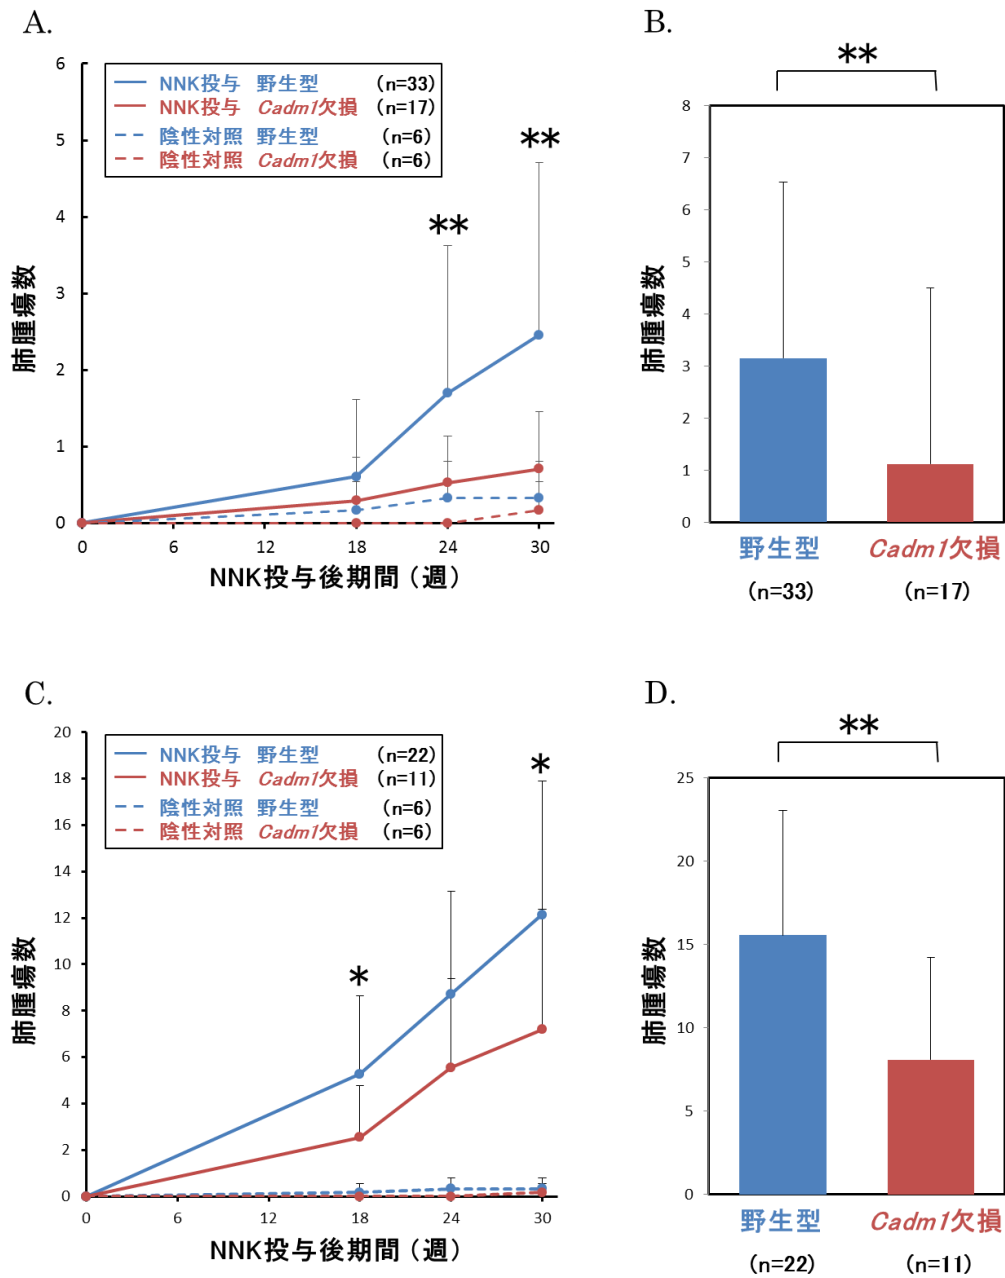 A.
6
5
4
3
2
1
0
肺腫瘍数
NNK投与 野生型 (n=33)
NNK投与 Cadm1欠損 (n=17)
陰性対照 野生型 (n=6)
陰性対照 Cadm1欠損 (n=6)
**
**
0 6 12 18 24 30
NNK投与後期間(週)
B.
**
8
7
6
5
4
3
2
1
0
肺腫瘍数
野生型 Cadm1欠損
(n=33) (n=17)
C.
20
18
16
14
12
10
8
6
4
2
0
肺腫瘍数
NNK投与 野生型 (n=22)
NNK投与 Cadm1欠損 (n=11)
陰性対照 野生型 (n=6)
陰性対照 Cadm1欠損 (n=6)
*
*
0 6 12 18 24 30
NNK投与後期間(週)
D.
**
25
20
15
10
5
0
肺腫瘍数
野生型 Cadm1欠損
(n=22) (n=11)